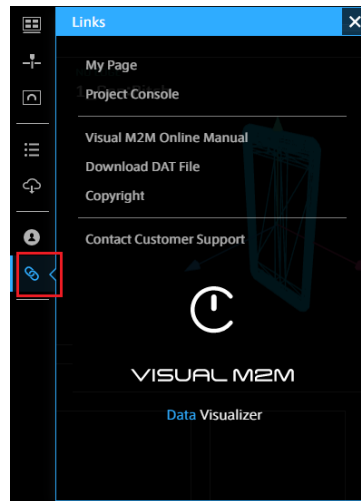 Links
My Page
Project Console
Visual M2M Online Manual
Download DAT File
Copyright
Contact Customer Support
VISUAL M2M
Data Visualizer